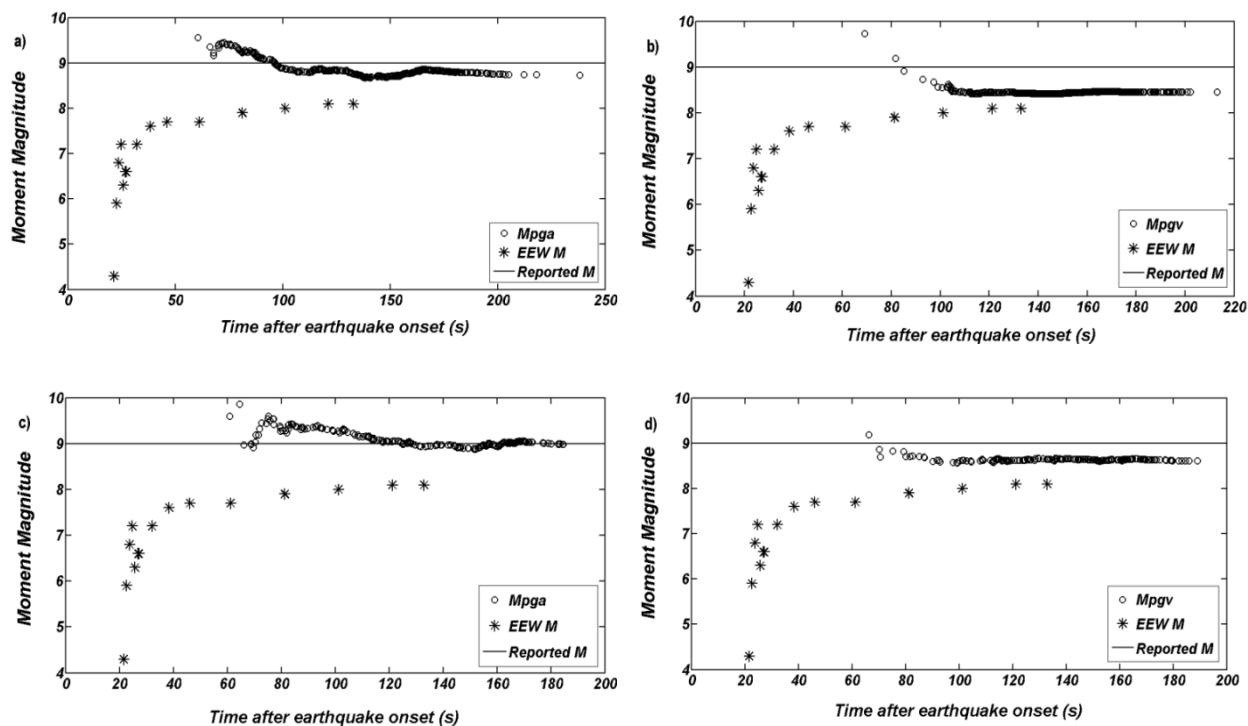 a)
10
9
8
7
6
5
4
Moment Magnitude
0 50 100 150 200 250
Time after earthquake onset (s)
Mpga
EEW M
Reported M
b)
10
9
8
7
6
5
4
Moment Magnitude
0 20 40 60 80 100 120 140 160 180 200 220
Time after earthquake onset (s)
Mpgv
EEW M
Reported M
c)
10
9
8
7
6
5
4
Moment Magnitude
0 20 40 60 80 100 120 140 160 180 200
Time after earthquake onset (s)
Mpga
EEW M
Reported M
d)
10
9
8
7
6
5
4
Moment Magnitude
0 20 40 60 80 100 120 140 160 180 200
Time after earthquake onset (s)
Mpgv
EEW M
Reported M